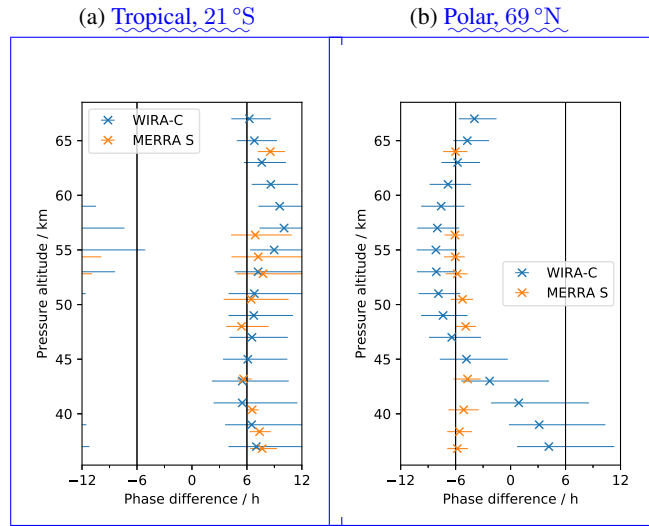 (a) Tropical, 21 °S
(b) Polar, 69 °N
WIRA-C
MERRA S
65
60
55
50
45
40
Pressure altitude / km
−12
−6
0
6
12
Phase difference / h
WIRA-C
MERRA S
65
60
55
50
45
40
Pressure altitude / km
−12
−6
0
6
12
Phase difference / h